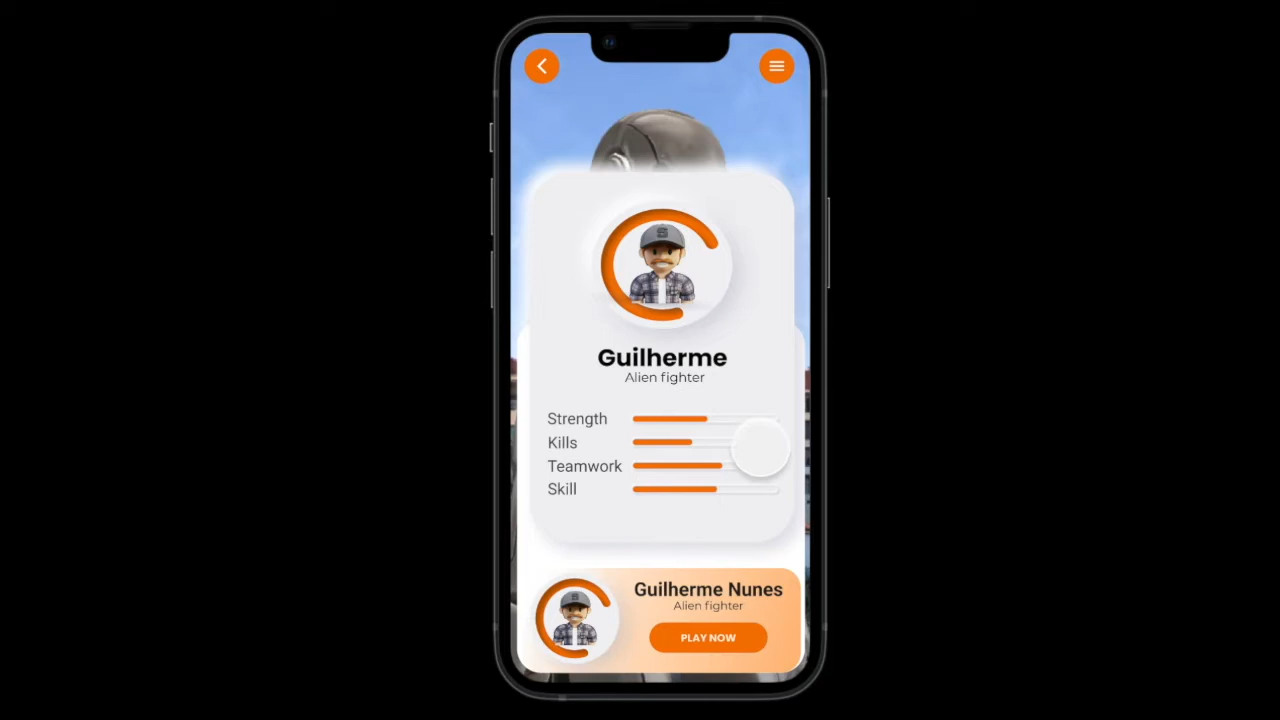 Guilherme
Alien fighter
Strength
Kills
Teamwork
Skill
Guilherme Nunes
Alien fighter
PLAY NOW